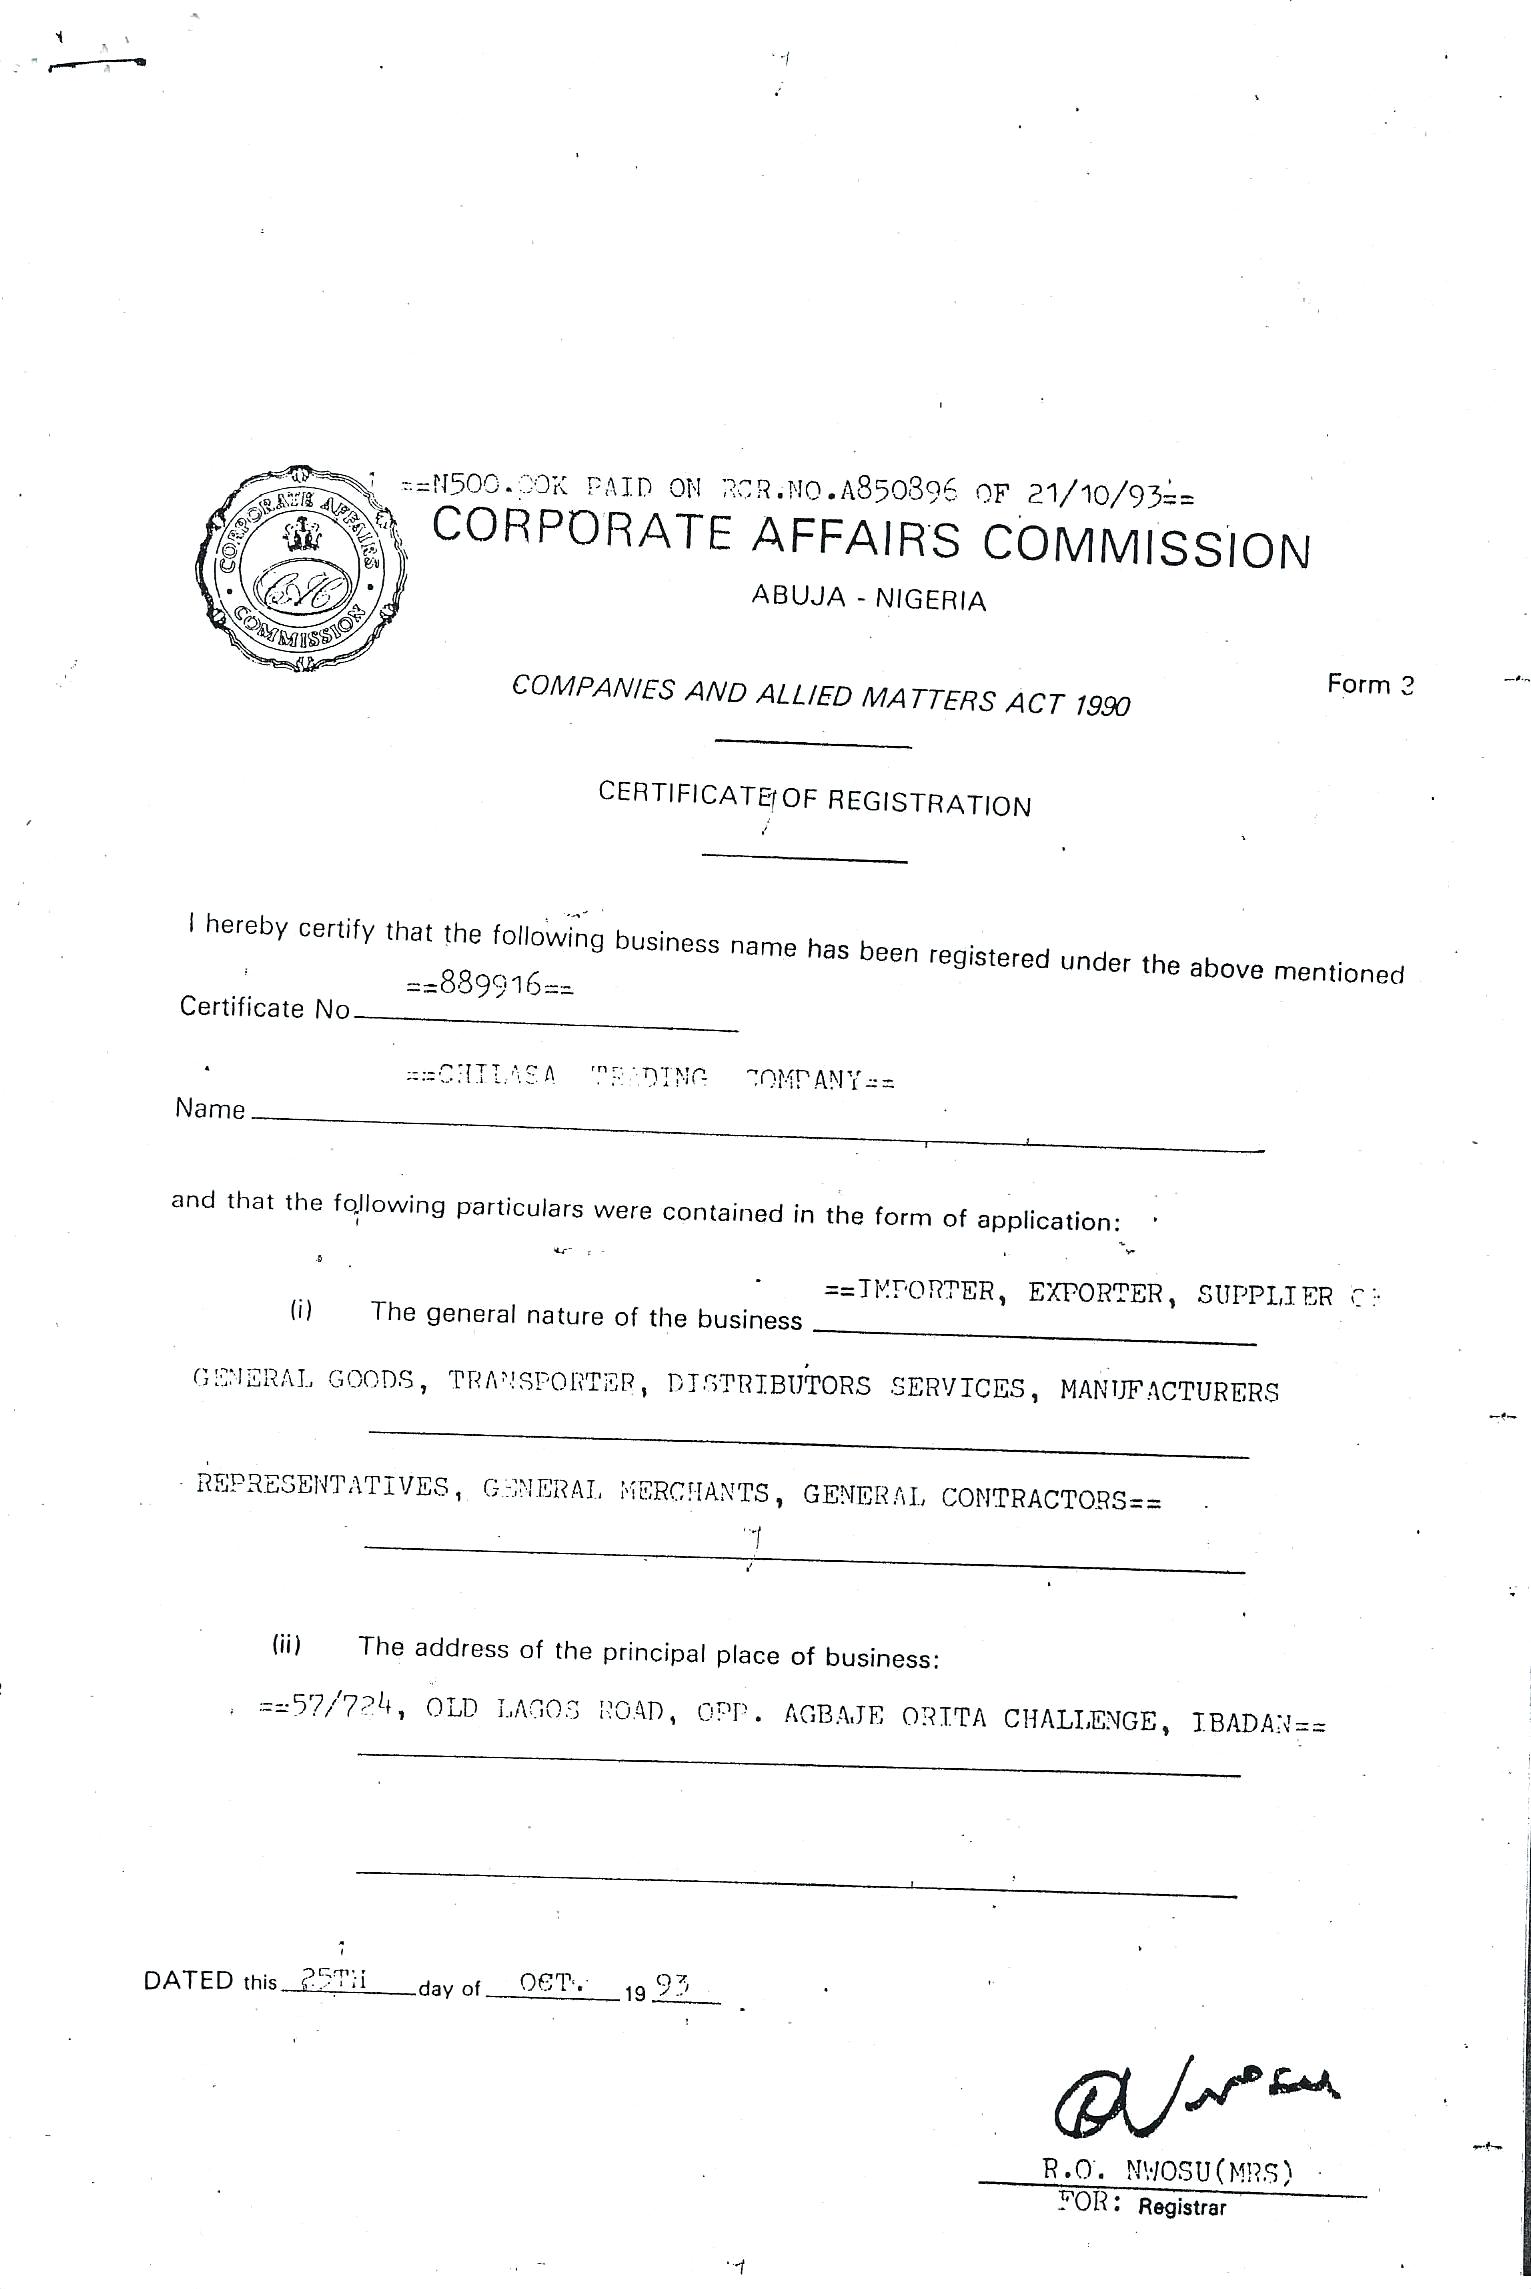 ==N500.00K PAID ON RCR.NO.A850896 OF 21/10/93==
CORPORATE AFFAIRS COMMISSION
CORPORATE AFFAIRS COMMISSION
ABUJA - NIGERIA
COMPANIES AND ALLIED MATTERS ACT 1990
Form
CERTIFICATE OF REGISTRATION
I hereby certify that the following business name has been registered under the above mentioned
==889916==
Certificate No
==CHILASA TRADING COMPANY==
Name
and that the following particulars were contained in the form of application:
==IMPORTER, EXPORTER, SUPPLIER OF
(i) The general nature of the business
GENERAL GOODS, TRANSPORTER, DISTRIBUTORS SERVICES, MANUFACTURERS
REPRESENTATIVES, GENERAL MERCHANTS, GENERAL CONTRACTORS==
(ii) The address of the principal place of business:
==57/724, OLD LAGOS ROAD, OPP. AGBAJE ORITA CHALLENGE, IBADAN==
DATED this 25TH day of OCT. 19 93
R.O. NWOSU(MRS)
FOR: Registrar